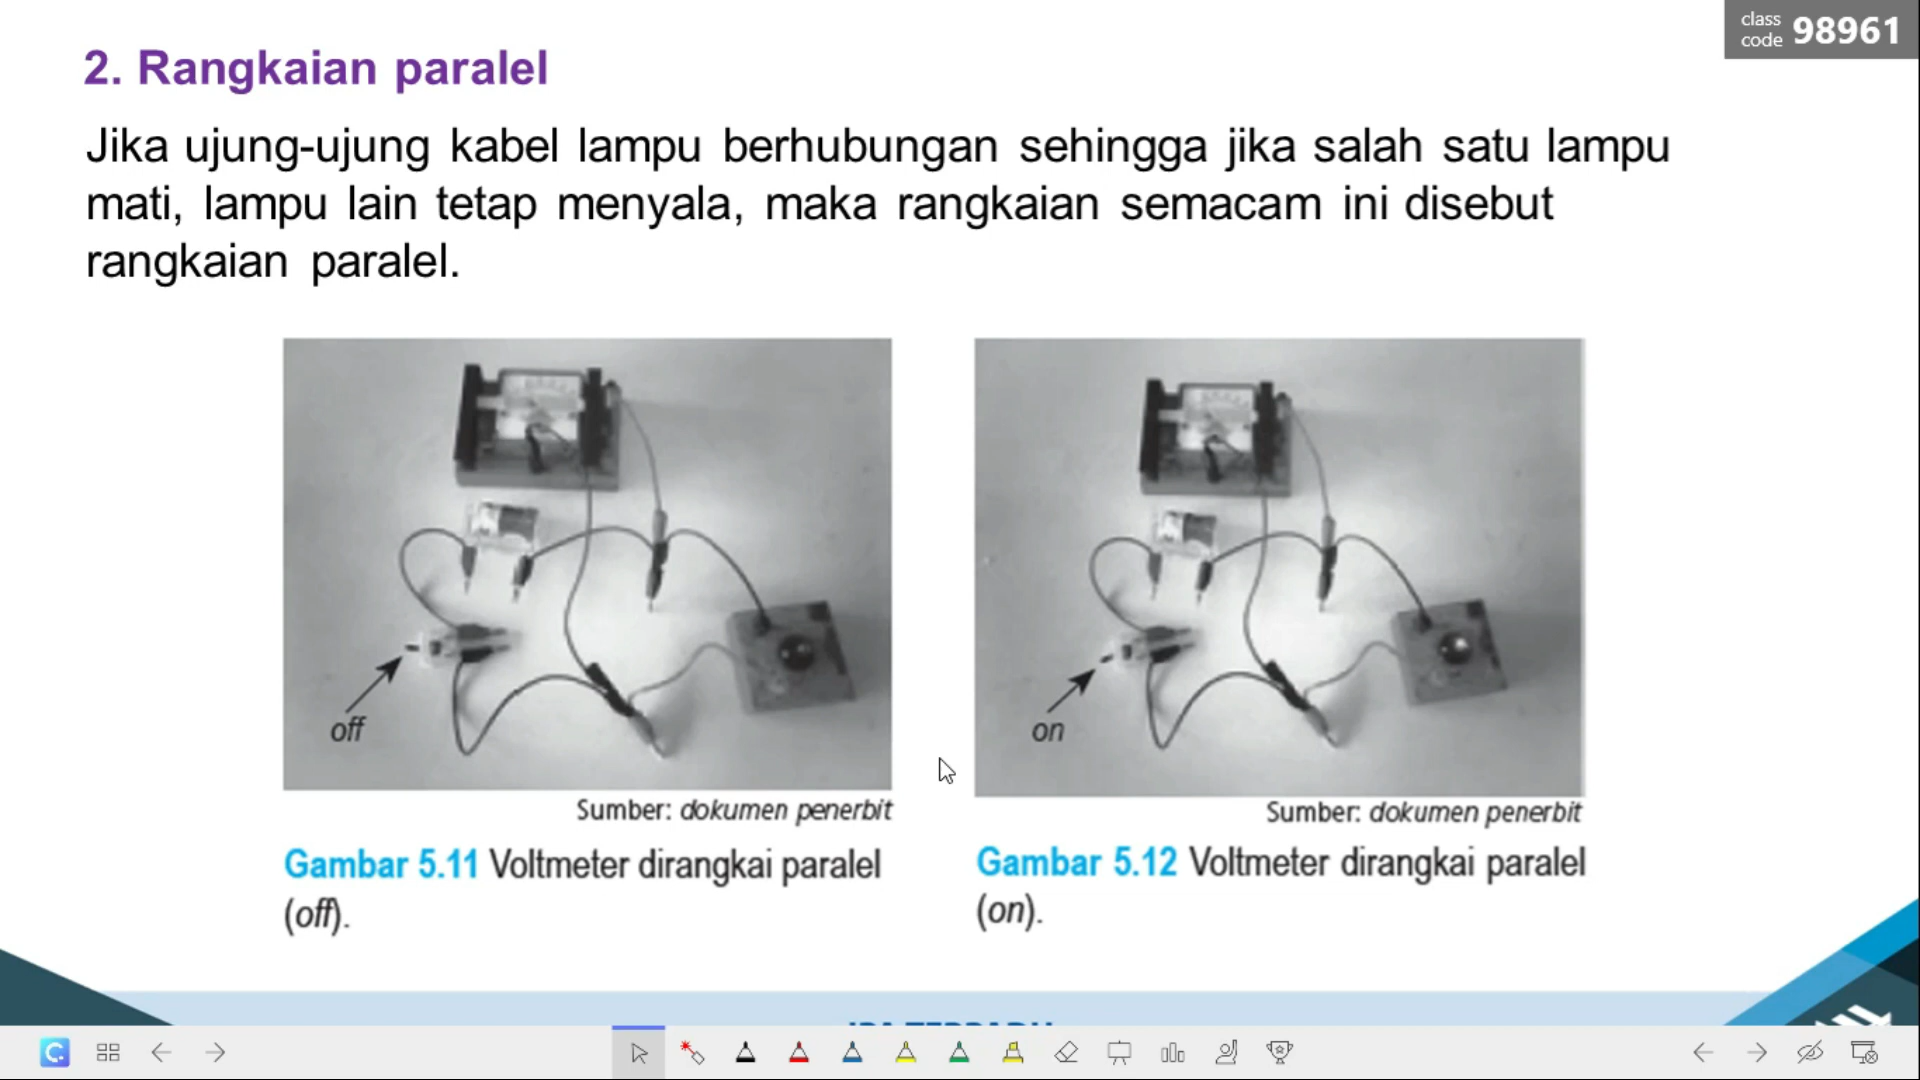 class
code 98961
2. Rangkaian paralel
Jika ujung-ujung kabel lampu berhubungan sehingga jika salah satu lampu
mati, lampu lain tetap menyala, maka rangkaian semacam ini disebut
rangkaian paralel.
off
on
Sumber: dokumen penerbit
Sumber: dokumen penerbit
Gambar 5.11 Voltmeter dirangkai paralel
(off).
Gambar 5.12 Voltmeter dirangkai paralel
(on).